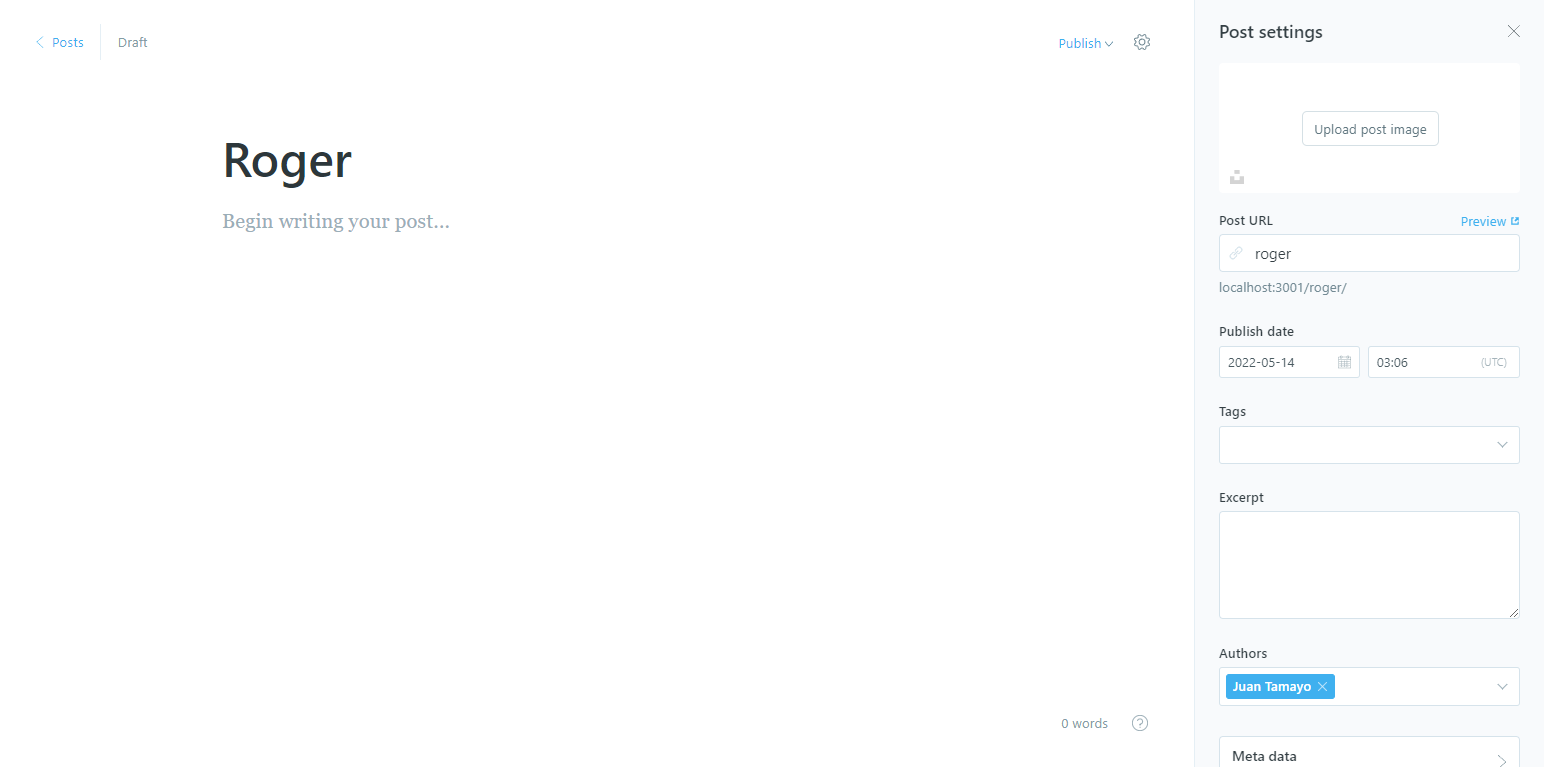 Posts
Draft
Publish
Roger
Begin writing your post...
0 words
Post settings
Upload post image
Post URL
Preview
roger
localhost:3001/roger/
Publish date
2022-05-14
03:06
(UTC)
Tags
Excerpt
Authors
Juan Tamayo
Meta data